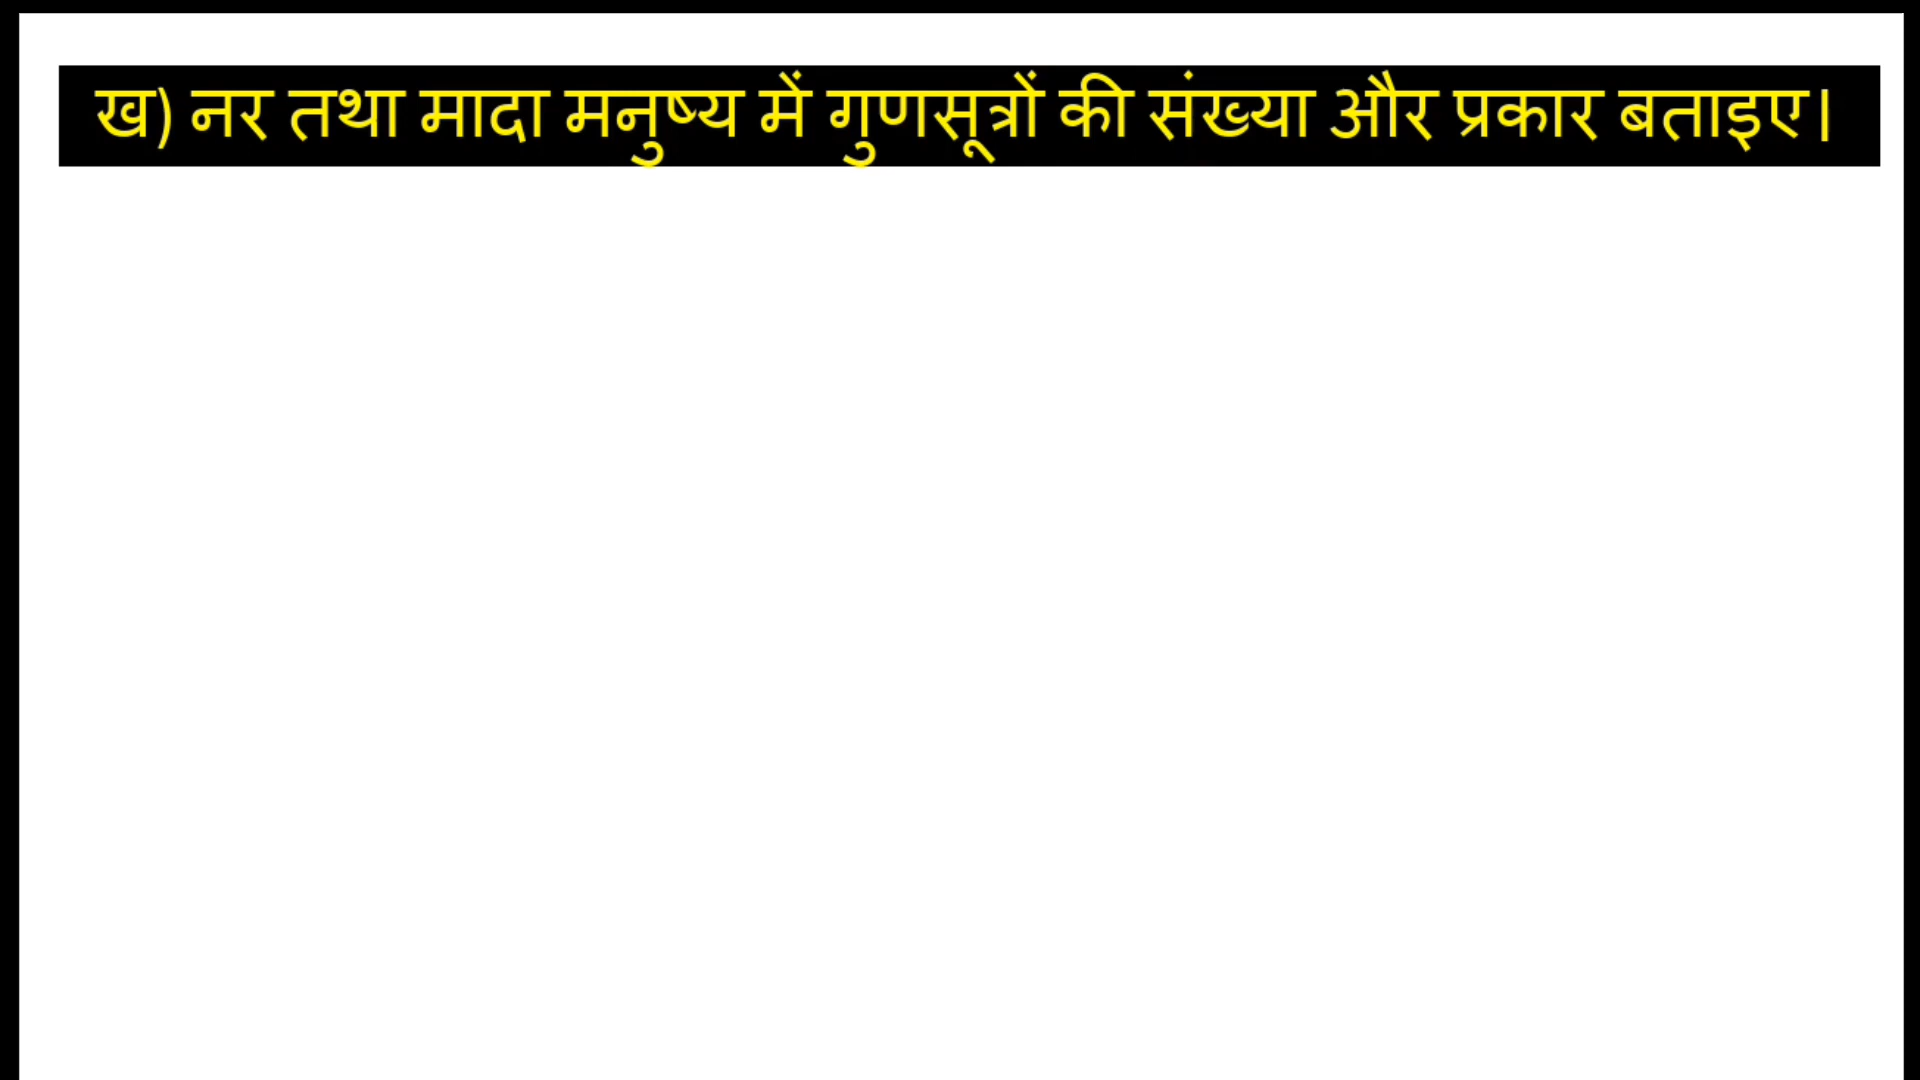 ख) नर तथा मादा मनुष्य में गुणसूत्रों की संख्या और प्रकार बताइए।